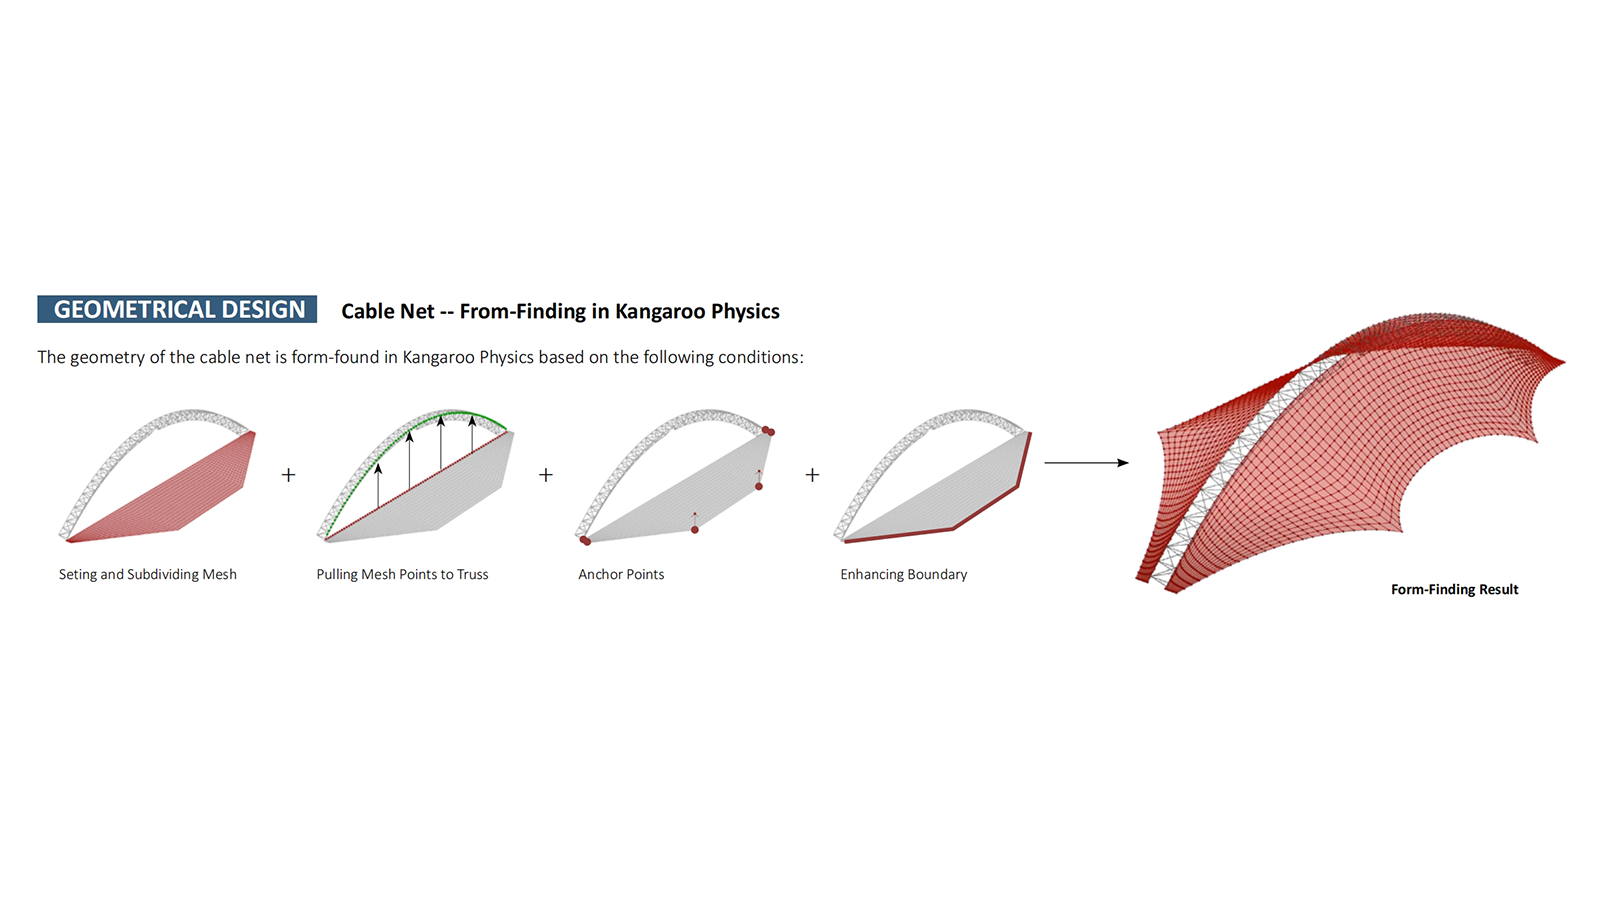 GEOMETRICAL DESIGN
Cable Net -- From-Finding in Kangaroo Physics
The geometry of the cable net is form-found in Kangaroo Physics based on the following conditions:
+
+
+
Seting and Subdividing Mesh
Pulling Mesh Points to Truss
Anchor Points
Enhancing Boundary
Form-Finding Result